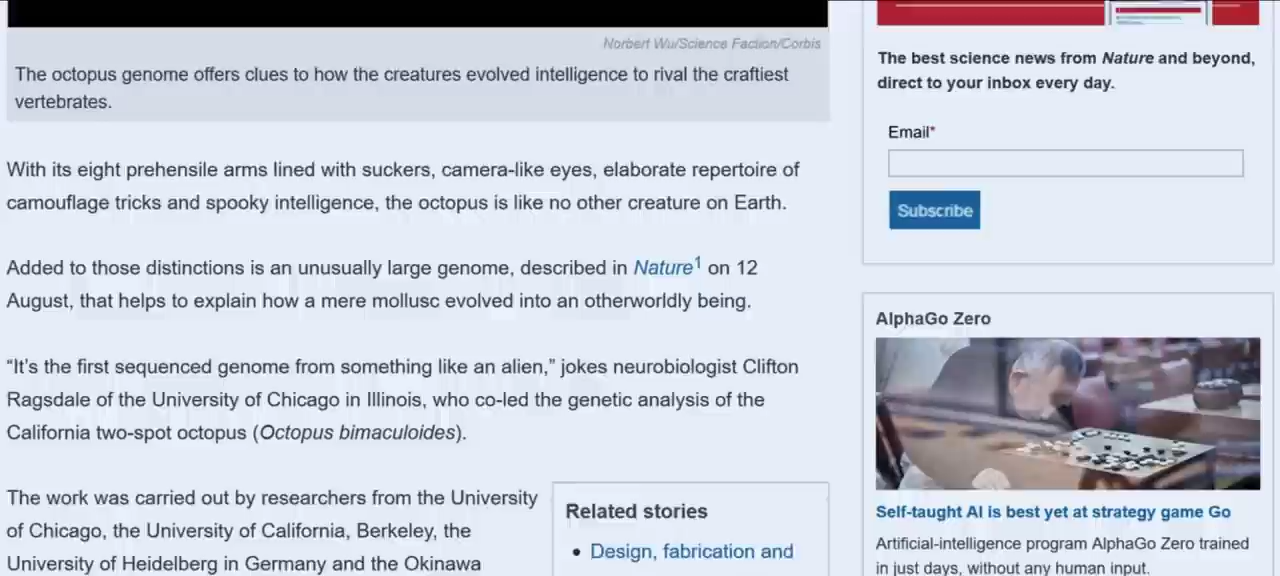 Norbert Wu/Science Faction/Corbis
The octopus genome offers clues to how the creatures evolved intelligence to rival the craftiest
vertebrates.
With its eight prehensile arms lined with suckers, camera-like eyes, elaborate repertoire of
camouflage tricks and spooky intelligence, the octopus is like no other creature on Earth.
Added to those distinctions is an unusually large genome, described in Nature1 on 12
August, that helps to explain how a mere mollusc evolved into an otherworldly being.
“It’s the first sequenced genome from something like an alien,” jokes neurobiologist Clifton
Ragsdale of the University of Chicago in Illinois, who co-led the genetic analysis of the
California two-spot octopus (Octopus bimaculoides).
The work was carried out by researchers from the University
of Chicago, the University of California, Berkeley, the
University of Heidelberg in Germany and the Okinawa
Related stories
• Design, fabrication and
The best science news from Nature and beyond,
direct to your inbox every day.
Email*
Subscribe
AlphaGo Zero
Self-taught AI is best yet at strategy game Go
Artificial-intelligence program AlphaGo Zero trained
in just days, without any human input.